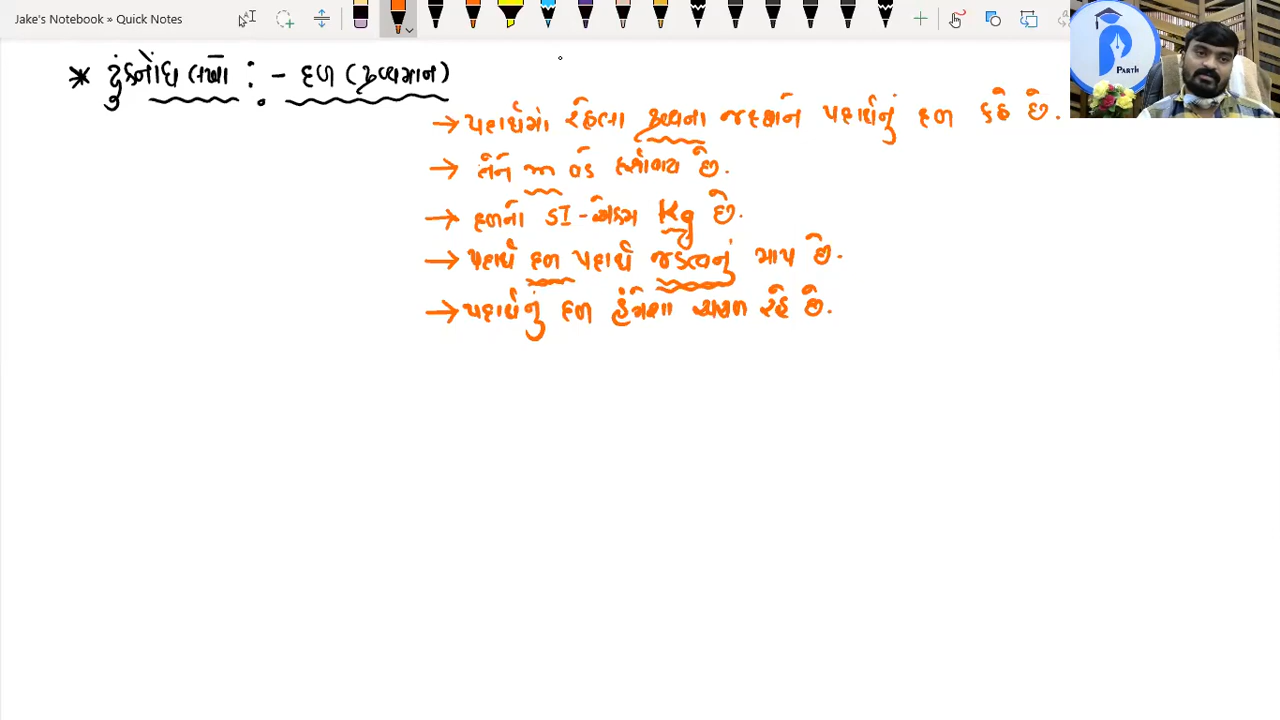 Jake's Notebook » Quick Notes
* ટુંકનોંધ લખો :- દળ (દ્રવ્યમાન)
→ પદાર્થમાં રહેલા દ્રવ્યના જથ્થાને પદાર્થનું દળ કહે છે.
→ તેને m વડે દર્શાવાય છે.
→ દળનો SI-એકમ Kg છે.
→ પદાર્થ દળ પદાર્થ જડત્વનું માપ છે.
→ પદાર્થનું દળ હંમેશા અચળ રહે છે.
Parth